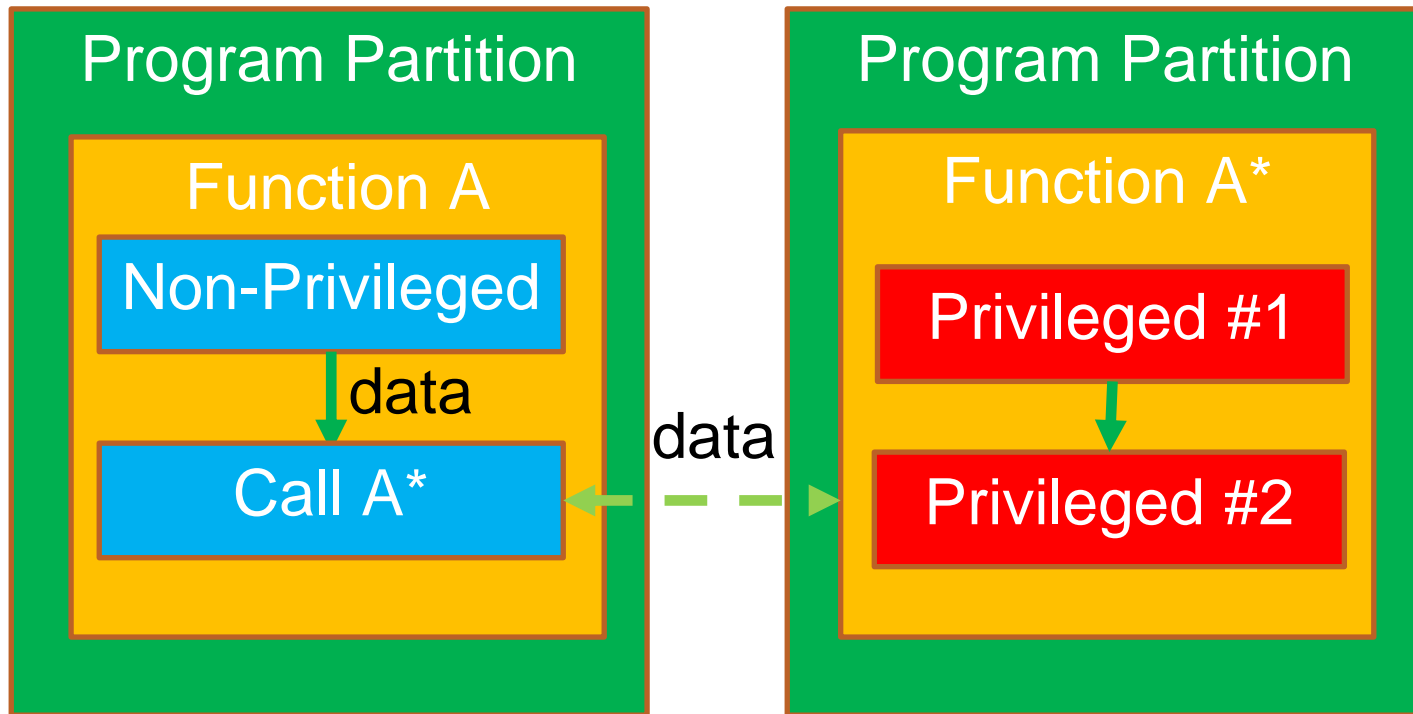 Program Partition
Function A
Non-Privileged
data
Call A*
data
Program Partition
Function A*
Privileged #1
Privileged #2